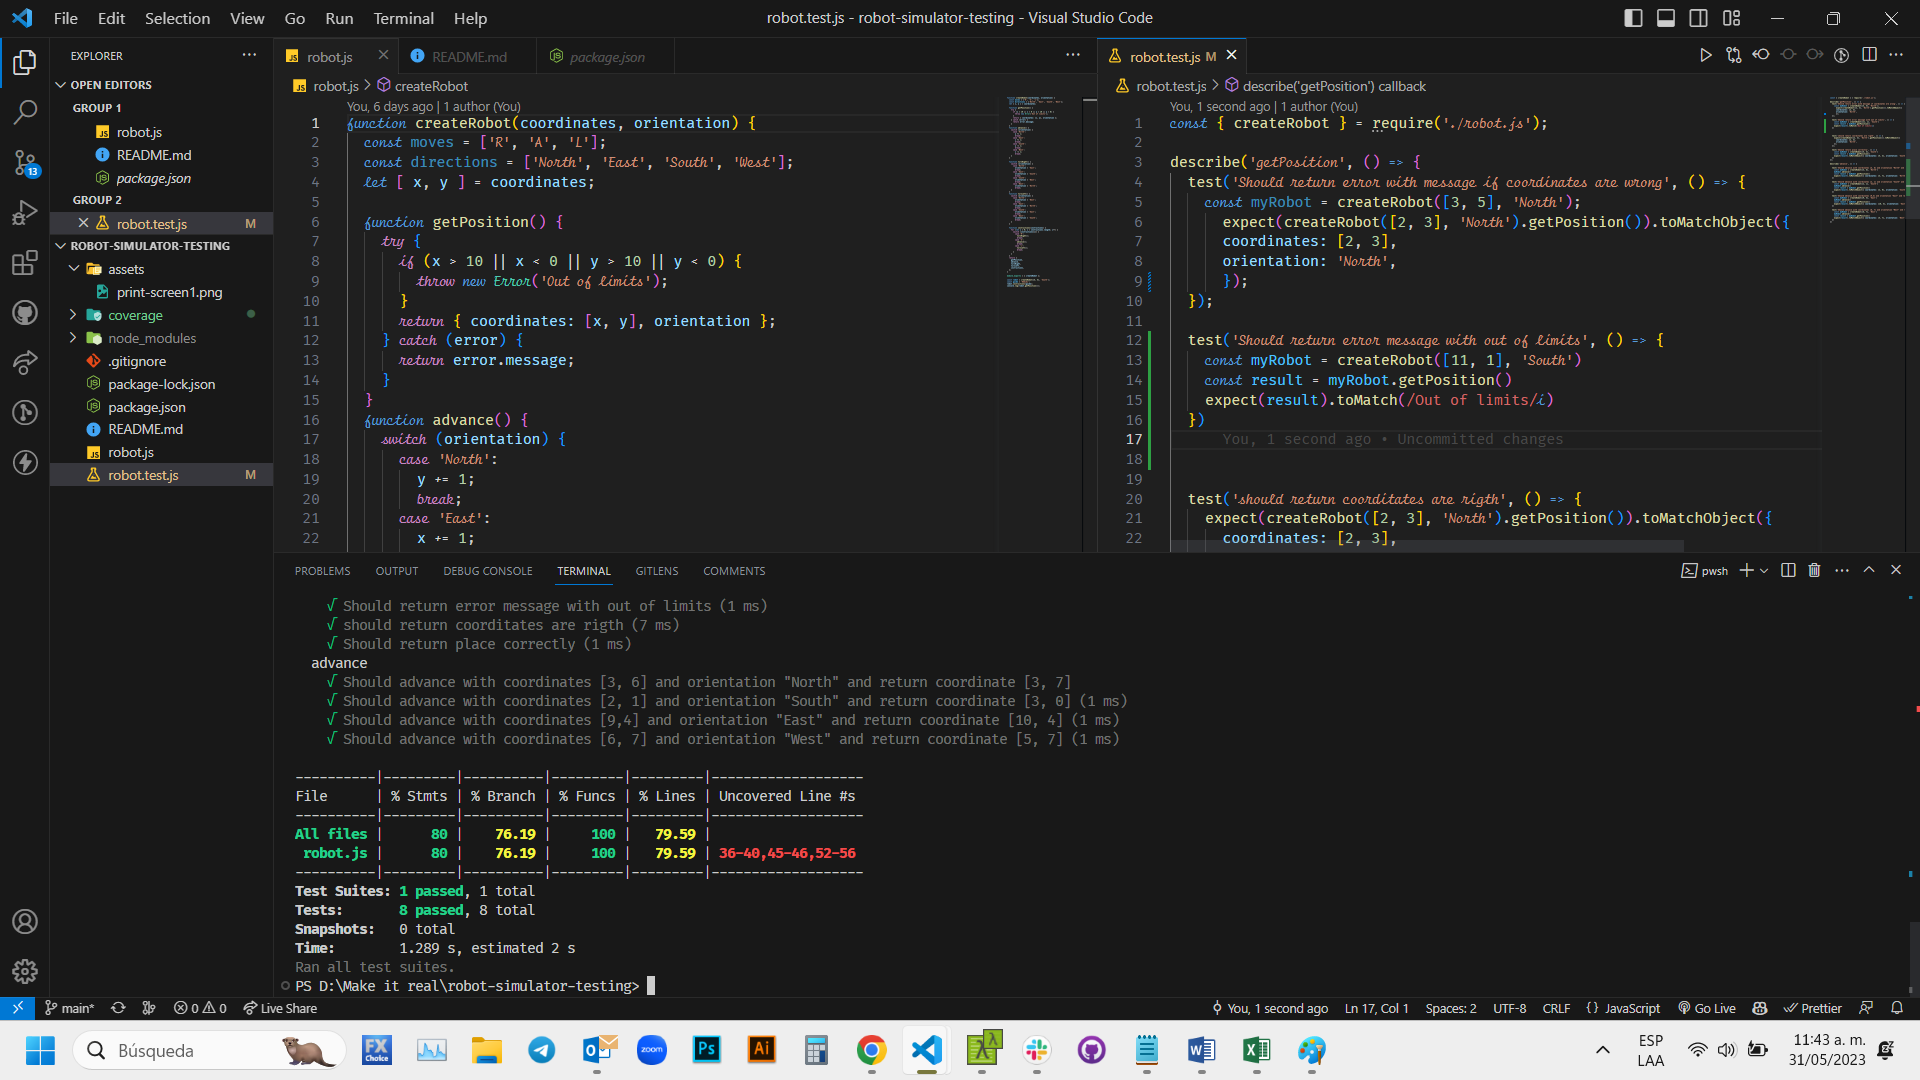 File Edit Selection View Go Run Terminal Help
robot.test.js - robot-simulator-testing - Visual Studio Code
EXPLORER
OPEN EDITORS
GROUP 1
robot.js
README.md
package.json
GROUP 2
robot.test.js M
ROBOT-SIMULATOR-TESTING
assets
print-screen1.png
coverage
node_modules
.gitignore
package-lock.json
package.json
README.md
robot.js
robot.test.js M
13
robot.js README.md package.json
robot.js > createRobot
You, 6 days ago | 1 author (You)
1 function createRobot(coordinates, orientation) {
2 const moves = ['R', 'A', 'L'];
3 const directions = ['North', 'East', 'South', 'West'];
4 let [ x, y ] = coordinates;
5
6 function getPosition() {
7 try {
8 if (x > 10 || x < 0 || y > 10 || y < 0) {
9 throw new Error('Out of limits');
10 }
11 return { coordinates: [x, y], orientation };
12 } catch (error) {
13 return error.message;
14 }
15 }
16 function advance() {
17 switch (orientation) {
18 case 'North':
19 y += 1;
20 break;
21 case 'East':
22 x += 1;
robot.test.js M
robot.test.js > describe('getPosition') callback
You, 1 second ago | 1 author (You)
1 const { createRobot } = require('./robot.js');
2
3 describe('getPosition', () => {
4 test('Should return error with message if coordinates are wrong', () => {
5 const myRobot = createRobot([3, 5], 'North');
6 expect(createRobot([2, 3], 'North').getPosition()).toMatchObject({
7 coordinates: [2, 3],
8 orientation: 'North',
9 });
10 });
11
12 test('Should return error message with out of limits', () => {
13 const myRobot = createRobot([11, 1], 'South')
14 const result = myRobot.getPosition()
15 expect(result).toMatch(/Out of limits/i)
16 })
17 You, 1 second ago • Uncommitted changes
18
19
20 test('should return coorditates are rigth', () => {
21 expect(createRobot([2, 3], 'North').getPosition()).toMatchObject({
22 coordinates: [2, 3],
PROBLEMS OUTPUT DEBUG CONSOLE TERMINAL GITLENS COMMENTS
pwsh
√ Should return error message with out of limits (1 ms)
√ should return coorditates are rigth (7 ms)
√ Should return place correctly (1 ms)
advance
√ Should advance with coordinates [3, 6] and orientation "North" and return coordinate [3, 7]
√ Should advance with coordinates [2, 1] and orientation "South" and return coordinate [3, 0] (1 ms)
√ Should advance with coordinates [9,4] and orientation "East" and return coordinate [10, 4] (1 ms)
√ Should advance with coordinates [6, 7] and orientation "West" and return coordinate [5, 7] (1 ms)
----------|---------|----------|---------|---------|-------------------
File | % Stmts | % Branch | % Funcs | % Lines | Uncovered Line #s
----------|---------|----------|---------|---------|-------------------
All files | 80 | 76.19 | 100 | 79.59 |
robot.js | 80 | 76.19 | 100 | 79.59 | 36-40,45-46,52-56
----------|---------|----------|---------|---------|-------------------
Test Suites: 1 passed, 1 total
Tests: 8 passed, 8 total
Snapshots: 0 total
Time: 1.289 s, estimated 2 s
Ran all test suites.
PS D:\Make it real\robot-simulator-testing>
main* 0 0 Live Share
You, 1 second ago Ln 17, Col 1 Spaces: 2 UTF-8 CRLF {} JavaScript Go Live Prettier
Búsqueda
FX Choice
zoom
Ps
Ai
ESP
LAA
11:43 a. m.
31/05/2023